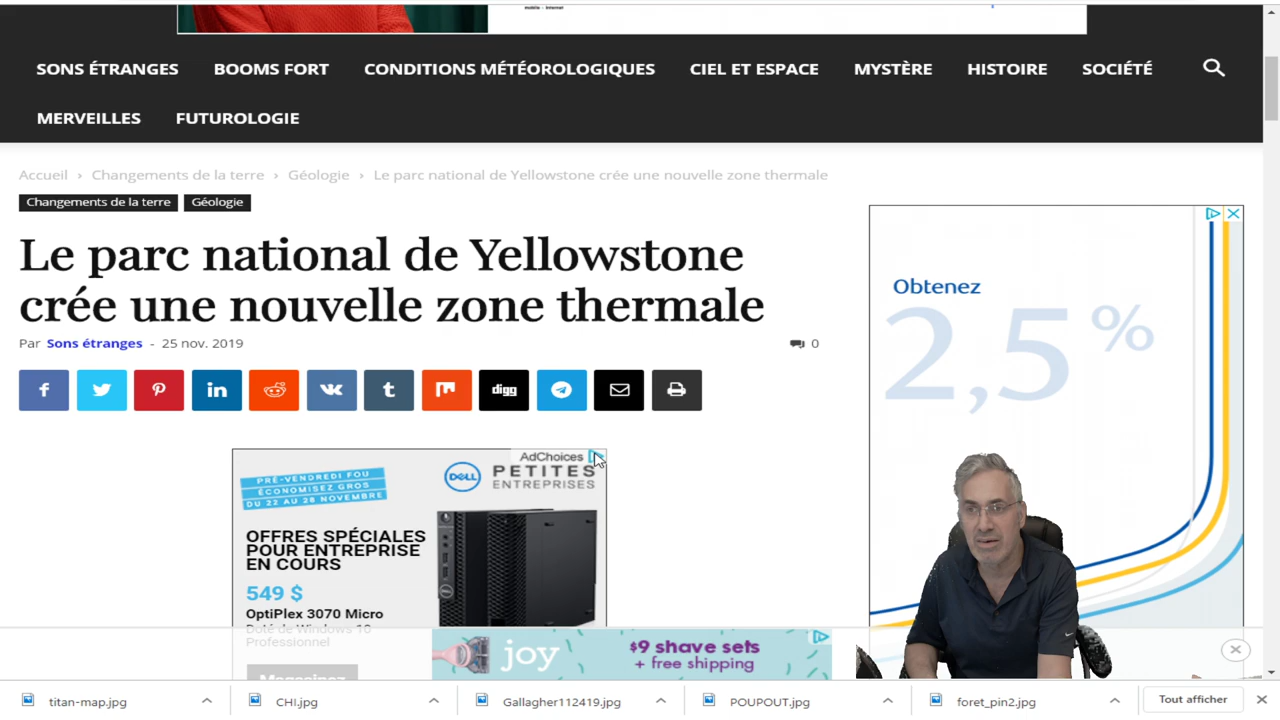 mobile - Internet
SONS ÉTRANGES BOOMS FORT CONDITIONS MÉTÉOROLOGIQUES CIEL ET ESPACE MYSTÈRE HISTOIRE SOCIÉTÉ
MERVEILLES FUTUROLOGIE
Accueil › Changements de la terre › Géologie › Le parc national de Yellowstone crée une nouvelle zone thermale
Changements de la terre Géologie
Le parc national de Yellowstone
crée une nouvelle zone thermale
Par Sons étranges - 25 nov. 2019 0
digg
AdChoices
PRÉ-VENDREDI FOU
ÉCONOMISEZ GROS
DU 22 AU 28 NOVEMBRE
DELL PETITES
ENTREPRISES
OFFRES SPÉCIALES
POUR ENTREPRISE
EN COURS
549 $
OptiPlex 3070 Micro
Doté de Windows 10
Professionnel
Magasinez
Obtenez
2,5 %
joy
$9 shave sets
+ free shipping
titan-map.jpg CHI.jpg Gallagher112419.jpg POUPOUT.jpg foret_pin2.jpg Tout afficher